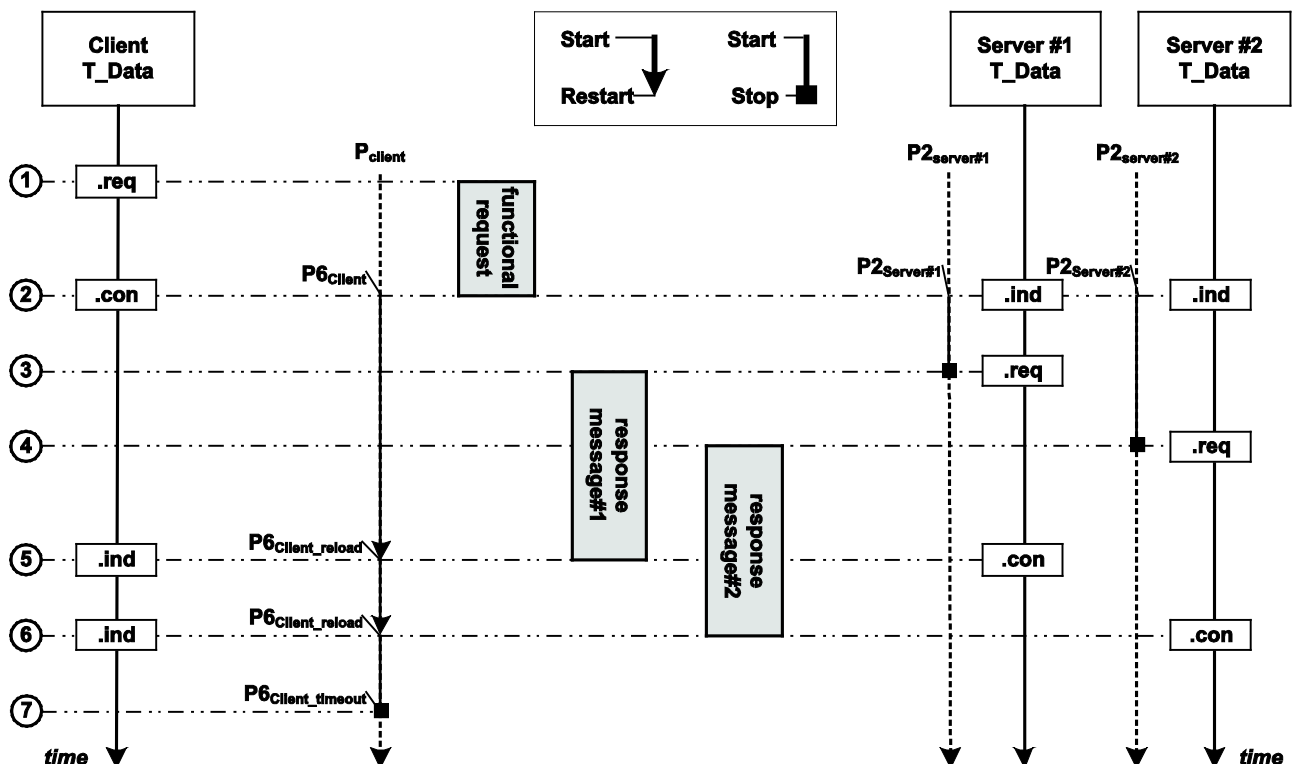 Client
T_Data
Start
Restart
Start
Stop
Server #1
T_Data
Server #2
T_Data
Pclient
P2server#1
P2server#2
1
.req
functional
request
P6Client
P2Server#1
P2Server#2
2
.con
.ind
.ind
3
.req
response
message#1
4
.req
response
message#2
P6Client_reload
5
.ind
.con
P6Client_reload
6
.ind
.con
P6Client_timeout
7
time
time